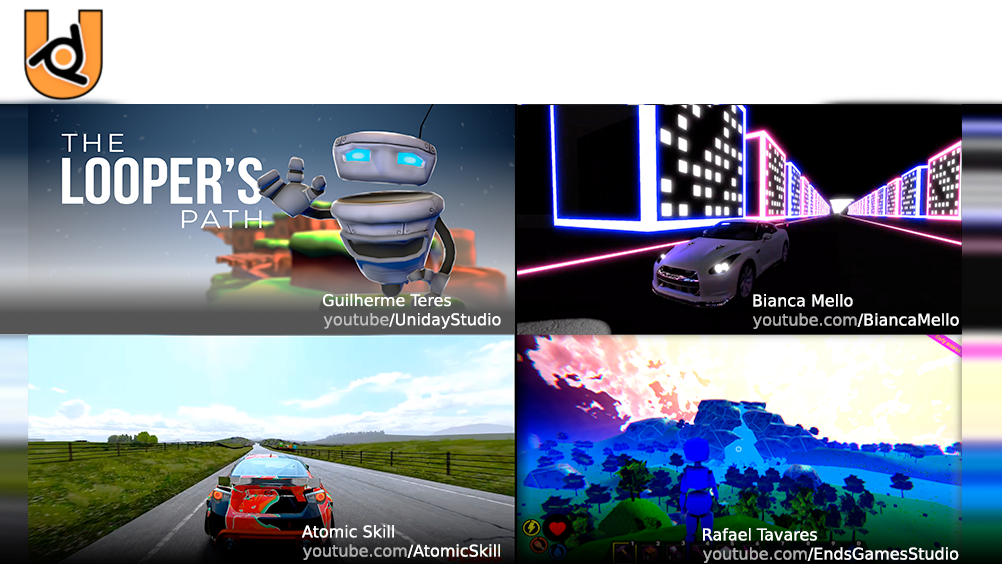 THE
LOOPER'S
PATH
Guilherme Teres
youtube/UnidayStudio
Bianca Mello
youtube.com/BiancaMello
Atomic Skill
youtube.com/AtomicSkill
Rafael Tavares
youtube.com/EndsGamesStudio